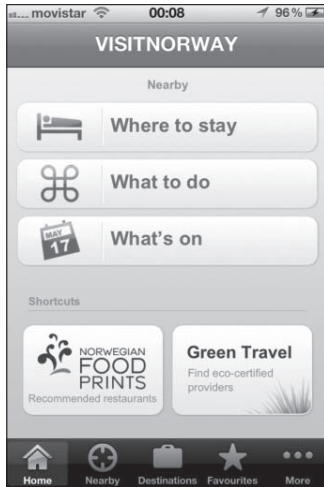 movistar 00:08 96%
VISITNORWAY
Nearby
Where to stay
What to do
MAY
17
What's on
Shortcuts
NORWEGIAN
FOOD
PRINTS
Recommended restaurants
Green Travel
Find eco-certified
providers
Home Nearby Destinations Favourites More